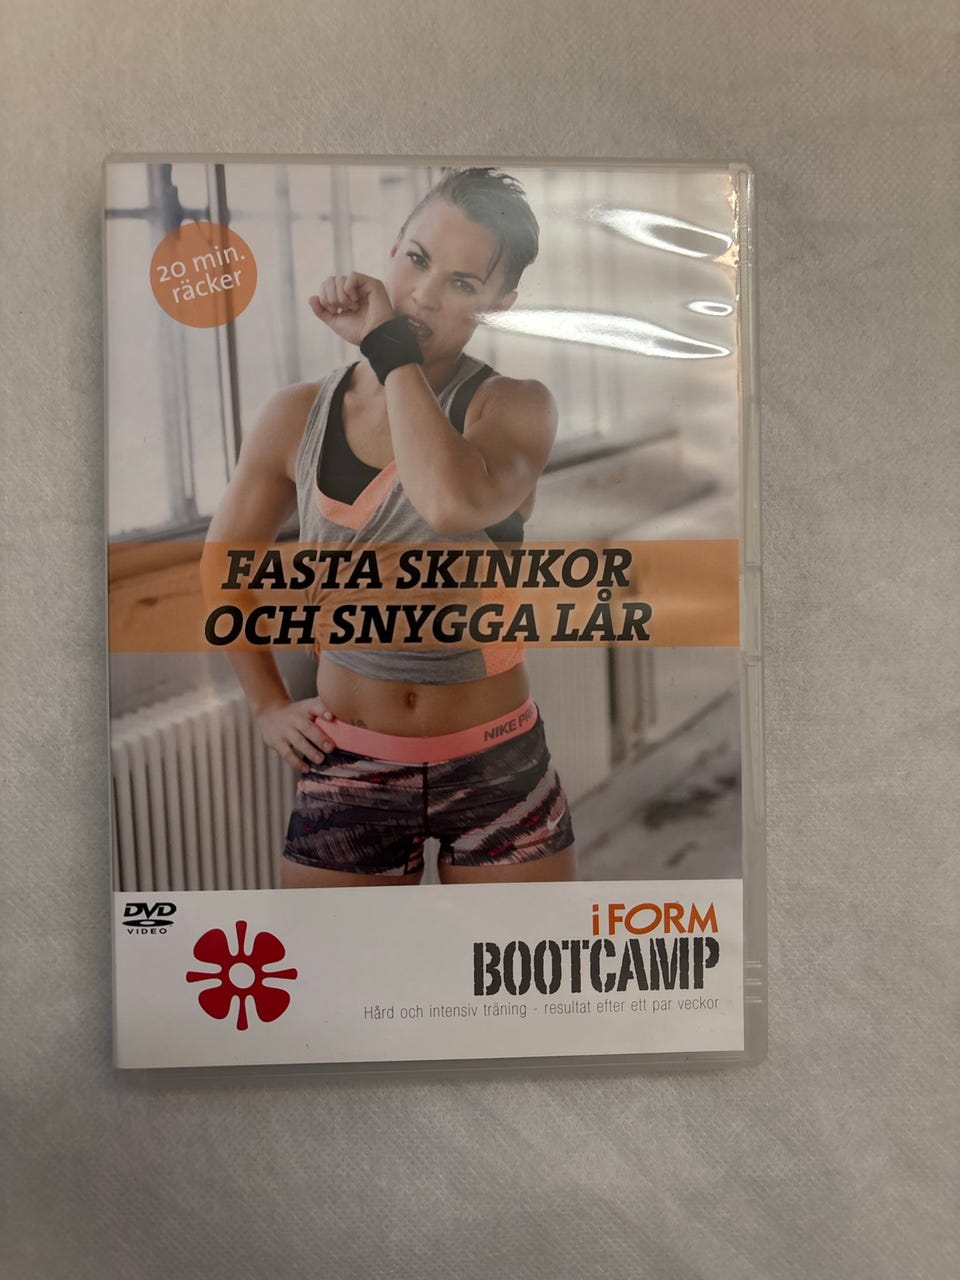 20 min.
räcker
FASTA SKINKOR
OCH SNYGGA LÅR
NIKE PRO
DVD
VIDEO
iFORM
BOOTCAMP
Hård och intensiv träning - resultat efter ett par veckor